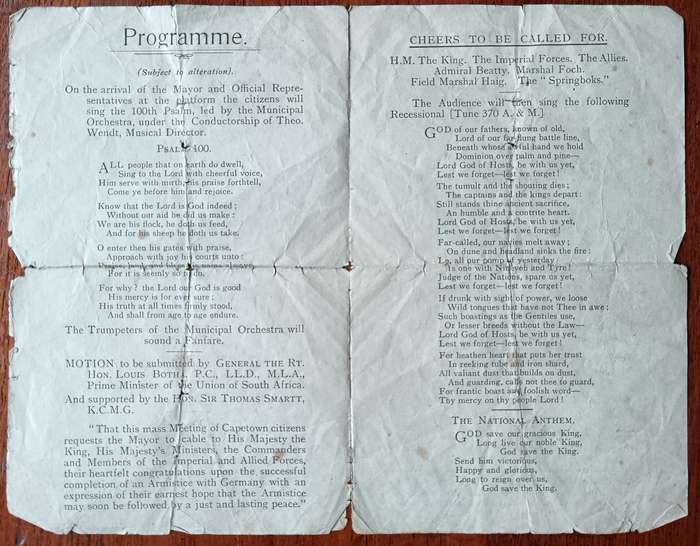 Programme.
(Subject to alteration).
On the arrival of the Mayor and Official Repre-
sentatives at the platform the citizens will
sing the 100th Psalm, led by the Municipal
Orchestra, under the Conductorship of Theo.
Wendt, Musical Director.
PSALM 100.
ALL people that on earth do dwell,
Sing to the Lord with cheerful voice,
Him serve with mirth, his praise forthtell,
Come ye before him and rejoice.
Know that the Lord is God indeed;
Without our aid he did us make:
We are his flock, he doth us feed,
And for his sheep he doth us take.
O enter then his gates with praise,
Approach with joy his courts unto:
Praise, laud and bless his name always,
For it is seemly so to do.
For why? the Lord our God is good
His mercy is for ever sure;
His truth at all times firmly stood,
And shall from age to age endure.
The Trumpeters of the Municipal Orchestra will
sound a Fanfare.
MOTION to be submitted by GENERAL THE RT.
HON. LOUIS BOTHA, P.C., LL.D., M.L.A.,
Prime Minister of the Union of South Africa.
And supported by the HON. SIR THOMAS SMARTT,
K.C.M.G.
"That this mass Meeting of Capetown citizens
requests the Mayor to cable to His Majesty the
King, His Majesty's Ministers, the Commanders
and Members of the Imperial and Allied Forces,
their heartfelt congratulations upon the successful
completion of an Armistice with Germany with an
expression of their earnest hope that the Armistice
may soon be followed by a just and lasting peace."
CHEERS TO BE CALLED FOR.
H.M. The King. The Imperial Forces. The Allies.
Admiral Beatty. Marshal Foch.
Field Marshal Haig. The "Springboks."
The Audience will then sing the following
Recessional [Tune 370 A. & M.]
GOD of our fathers, known of old,
Lord of our far-flung battle line,
Beneath whose awful hand we hold
Dominion over palm and pine—
Lord God of Hosts, be with us yet,
Lest we forget—lest we forget!
The tumult and the shouting dies;
The captains and the kings depart:
Still stands thine ancient sacrifice,
An humble and a contrite heart.
Lord God of Hosts, be with us yet,
Lest we forget—lest we forget!
Far-called, our navies melt away;
On dune and headland sinks the fire:
Lo, all our pomp of yesterday
Is one with Nineveh and Tyre!
Judge of the Nations, spare us yet,
Lest we forget—lest we forget!
If drunk with sight of power, we loose
Wild tongues that have not Thee in awe;
Such boastings as the Gentiles use,
Or lesser breeds without the Law—
Lord God of Hosts, be with us yet,
Lest we forget—lest we forget!
For heathen heart that puts her trust
In reeking tube and iron shard,
All valiant dust that builds on dust,
And guarding, calls not thee to guard,
For frantic boast and foolish word—
Thy mercy on thy people Lord!
THE NATIONAL ANTHEM.
GOD save our gracious King,
Long live our noble King,
God save the King.
Send him victorious,
Happy and glorious,
Long to reign over us,
God save the King.